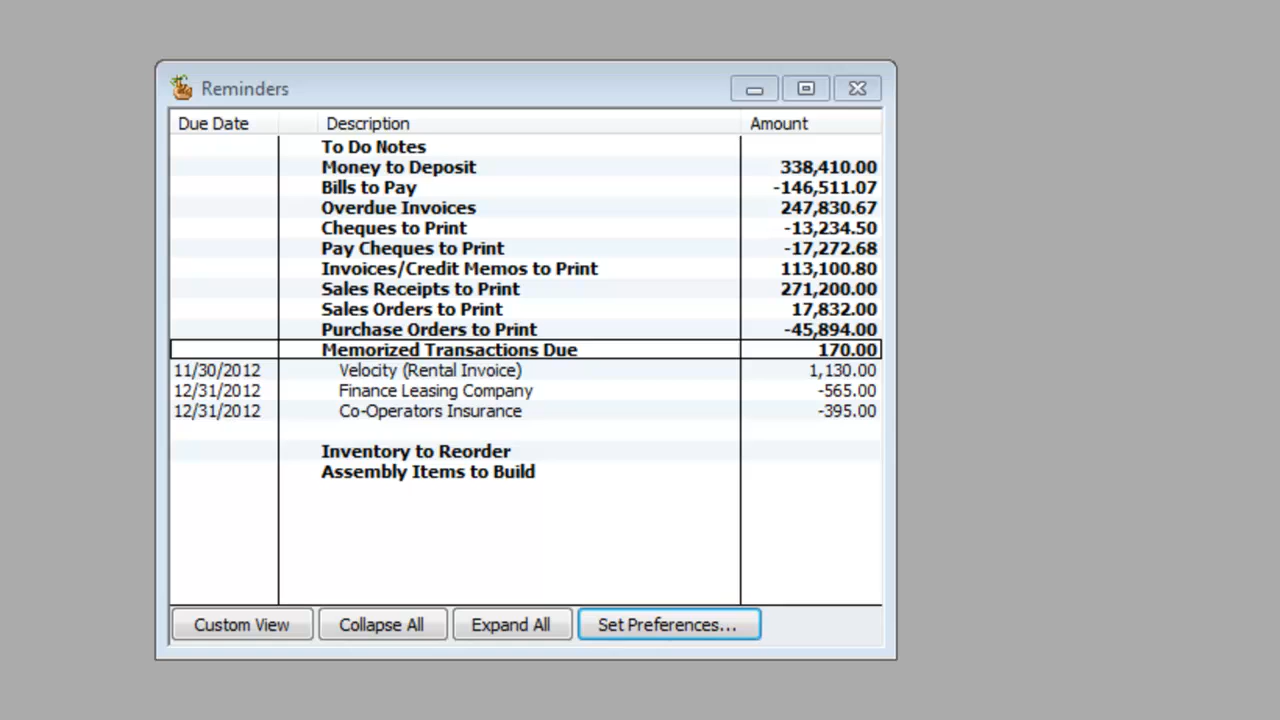 Reminders
Due Date Description Amount
To Do Notes
Money to Deposit 338,410.00
Bills to Pay -146,511.07
Overdue Invoices 247,830.67
Cheques to Print -13,234.50
Pay Cheques to Print -17,272.68
Invoices/Credit Memos to Print 113,100.80
Sales Receipts to Print 271,200.00
Sales Orders to Print 17,832.00
Purchase Orders to Print -45,894.00
Memorized Transactions Due 170.00
11/30/2012 Velocity (Rental Invoice) 1,130.00
12/31/2012 Finance Leasing Company -565.00
12/31/2012 Co-Operators Insurance -395.00
Inventory to Reorder
Assembly Items to Build
Custom View Collapse All Expand All Set Preferences...